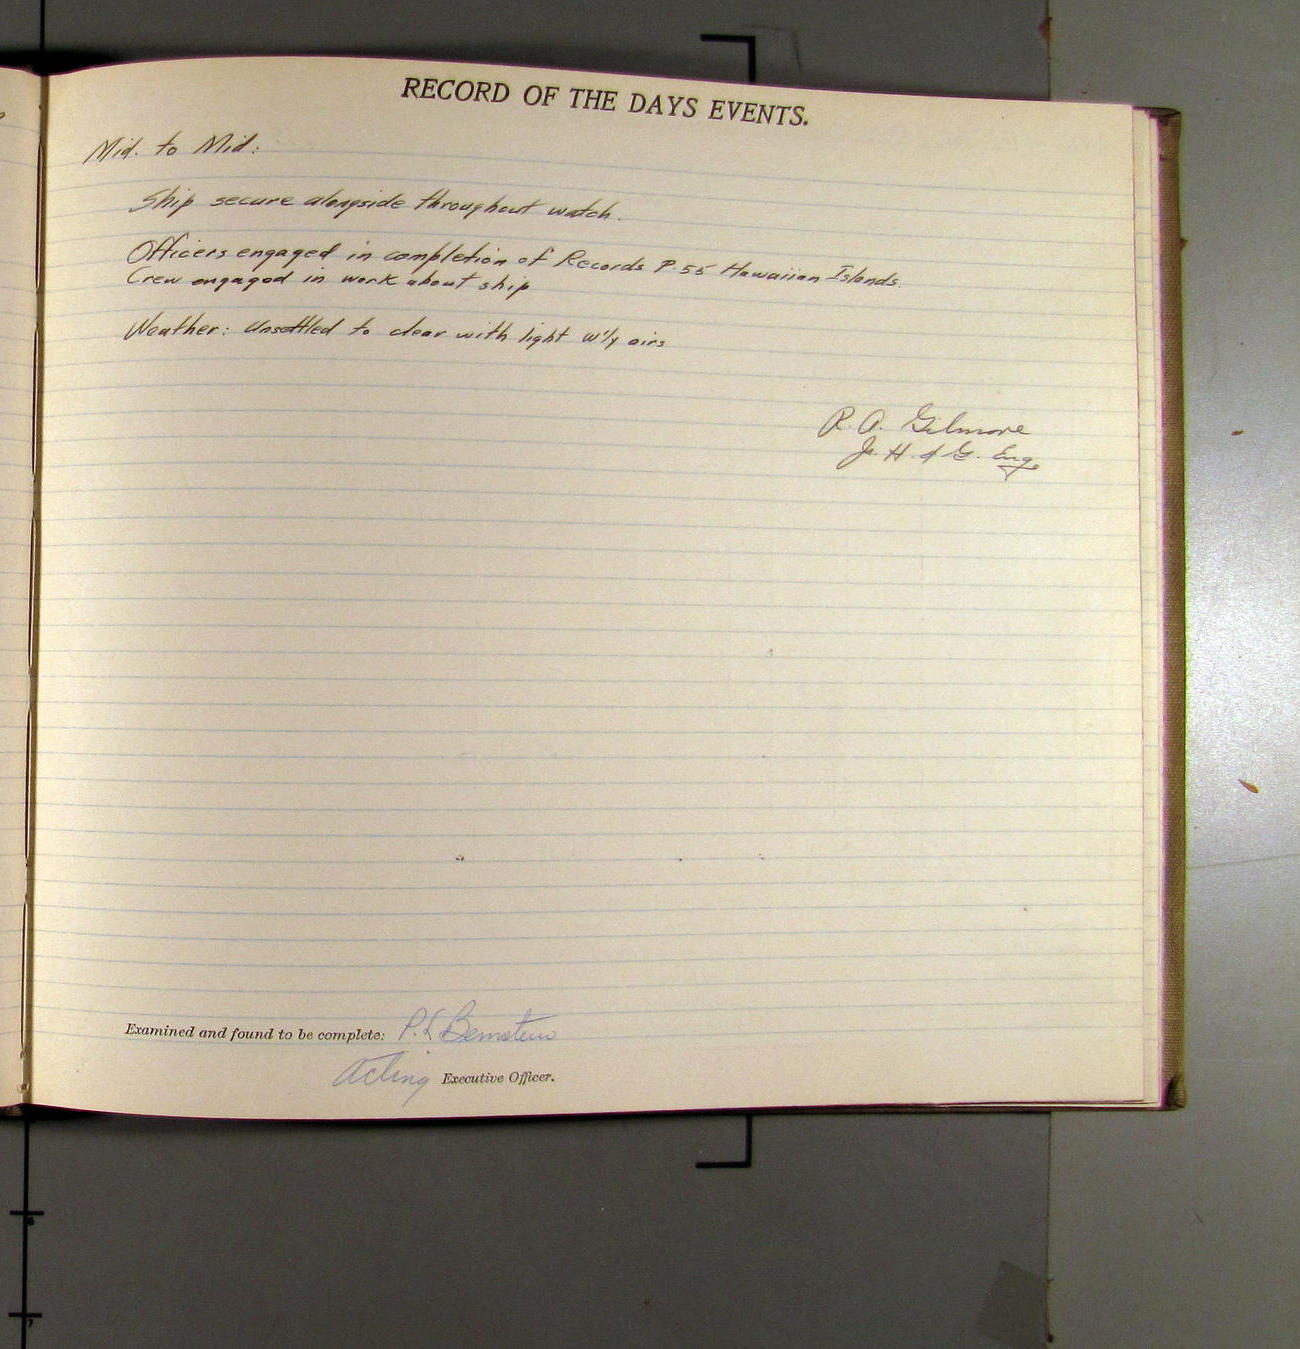 RECORD OF THE DAYS EVENTS.
Mid. to Mid:
Ship secure alongside throughout watch.
Officers engaged in completion of Records P-55 Hawaiian Islands.
Crew engaged in work about ship
Weather: Unsettled to clear with light w'ly airs
R. A. Gilmore
Jr. H. & G. Eng.
Examined and found to be complete: P. L Bernstein
Acting Executive Officer.
6
7